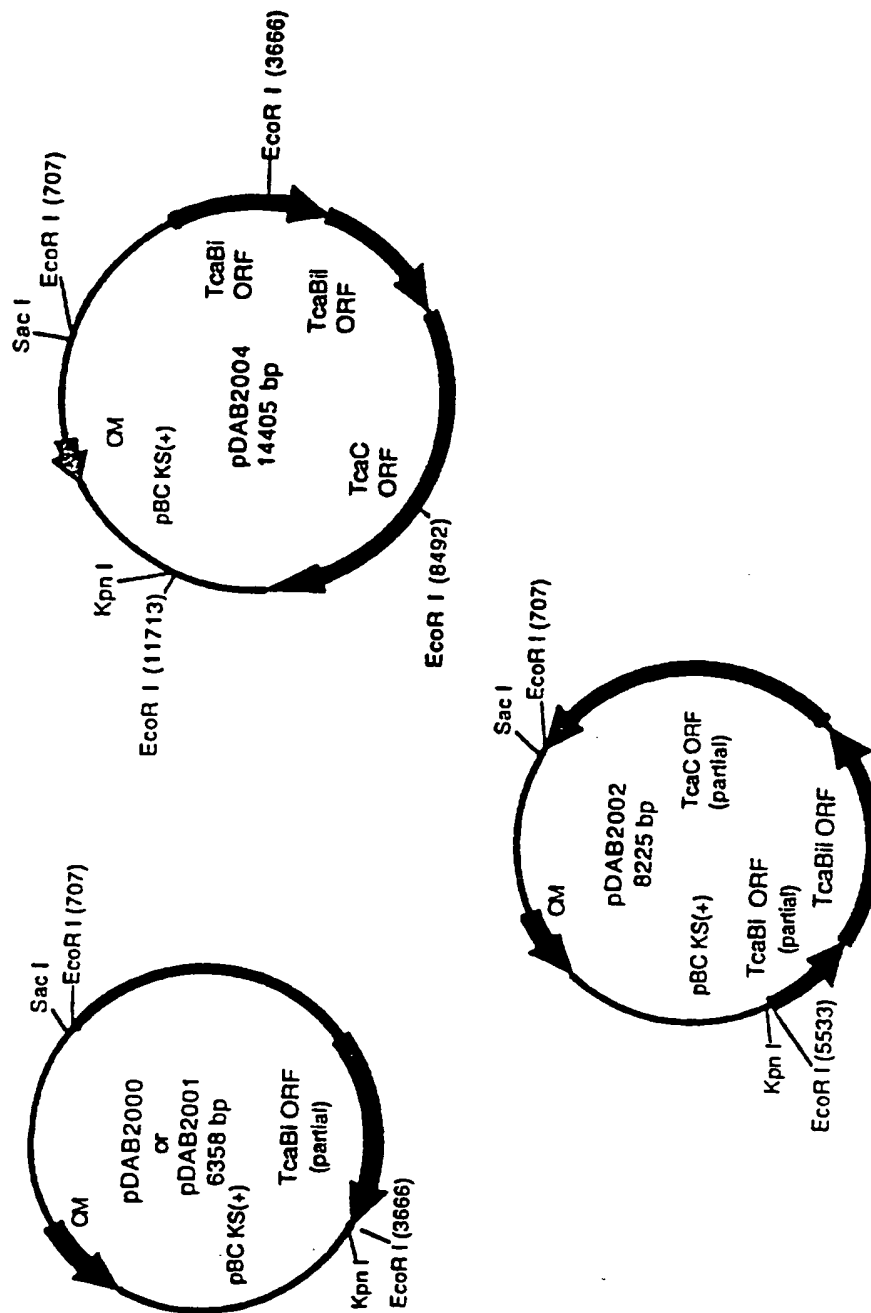 Sac I
EcoR I (707)
CM
pDAB2000
or
pDAB2001
6358 bp
pBC KS(+)
TcaBi ORF
(partial)
Kpn I
EcoR I (3666)
Sac I
EcoR I (707)
EcoR I (3666)
CM
pBC KS(+)
TcaBi
ORF
TcaBii
ORF
pDAB2004
14405 bp
TcaC
ORF
Kpn I
EcoR I (11713)
EcoR I (8492)
Sac I
EcoR I (707)
CM
pDAB2002
8225 bp
TcaC ORF
(partial)
pBC KS(+)
TcaBi ORF
(partial)
TcaBii ORF
Kpn I
EcoR I (5533)